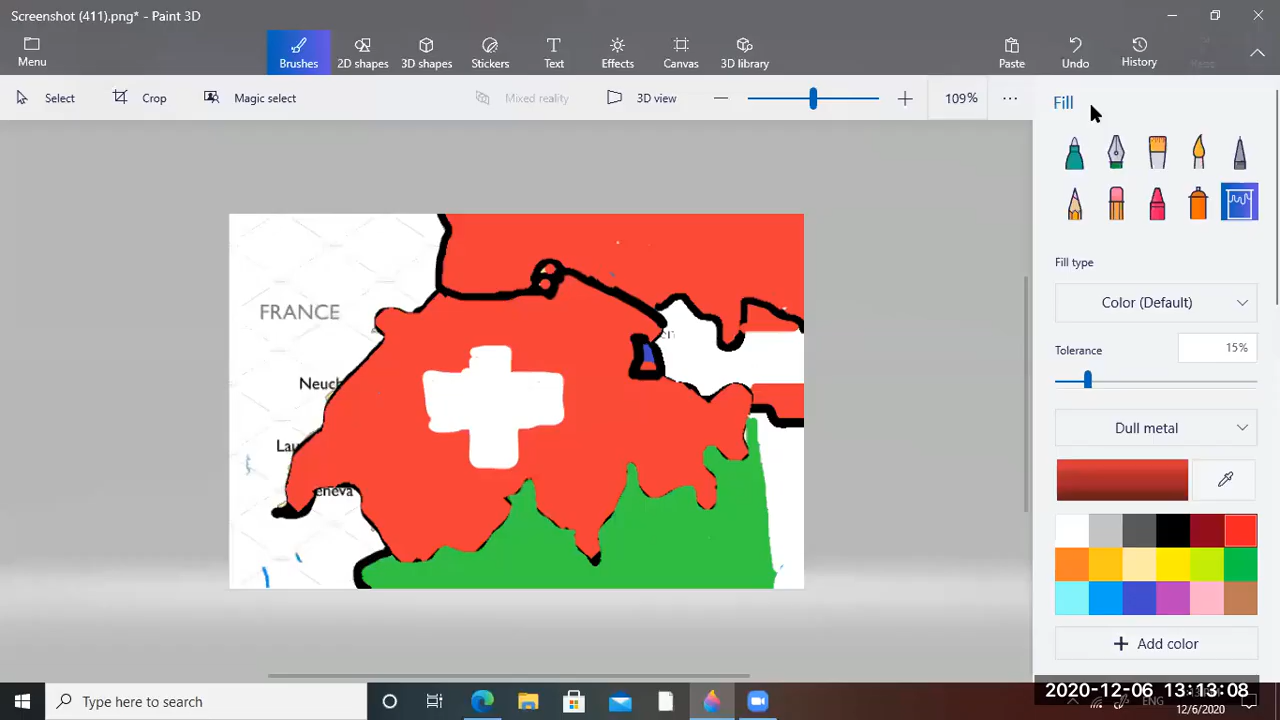 Screenshot (411).png* - Paint 3D
Menu
Brushes
2D shapes
3D shapes
Stickers
Text
Effects
Canvas
3D library
Paste
Undo
History
Select
Crop
Magic select
Mixed reality
3D view
109%
Fill
Fill type
Color (Default)
Tolerance
15%
Dull metal
Add color
FRANCE
Neuch
Lau
eneva
Type here to search
ENG
2020-12-06 13:13:08
12/6/2020